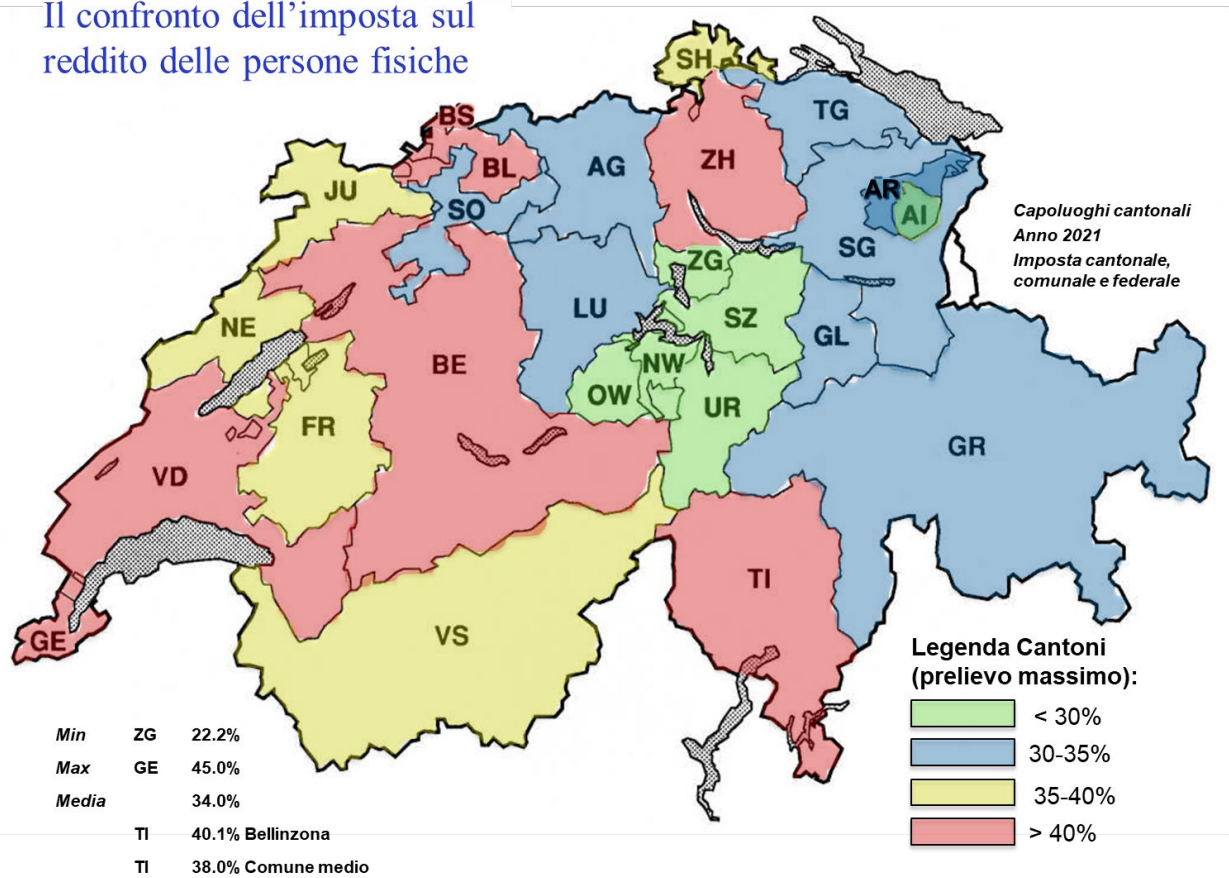 Il confronto dell’imposta sul
reddito delle persone fisiche
SH
TG
BS
BL
AG
ZH
JU
SO
AR
AI
SG
Capoluoghi cantonali
Anno 2021
Imposta cantonale,
comunale e federale
ZG
NE
LU
SZ
GL
BE
NW
OW
UR
FR
GR
VD
TI
VS
GE
Legenda Cantoni
(prelievo massimo):
< 30%
30-35%
35-40%
> 40%
Min ZG 22.2%
Max GE 45.0%
Media 34.0%
TI 40.1% Bellinzona
TI 38.0% Comune medio